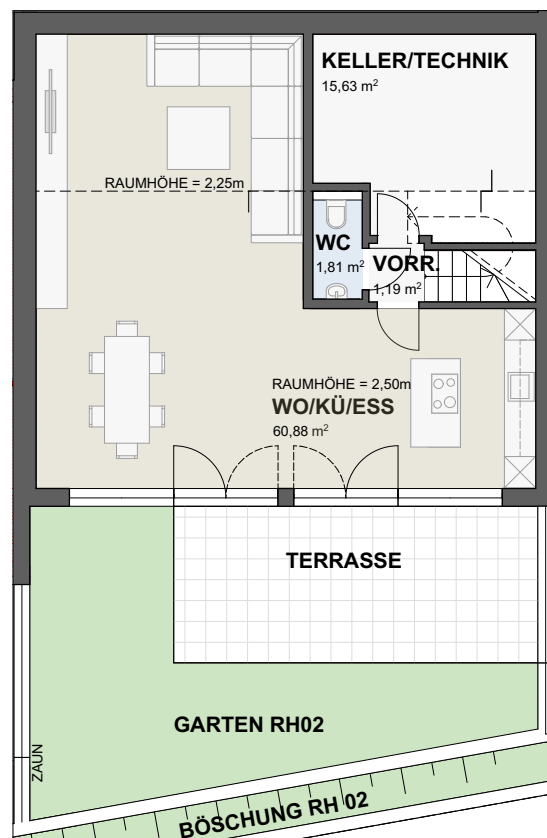 KELLER/TECHNIK
15,63 m²
RAUMHÖHE = 2,25m
WC
1,81 m²
VORR.
1,19 m²
RAUMHÖHE = 2,50m
WO/KÜ/ESS
60,88 m²
TERRASSE
GARTEN RH02
ZAUN
BÖSCHUNG RH 02